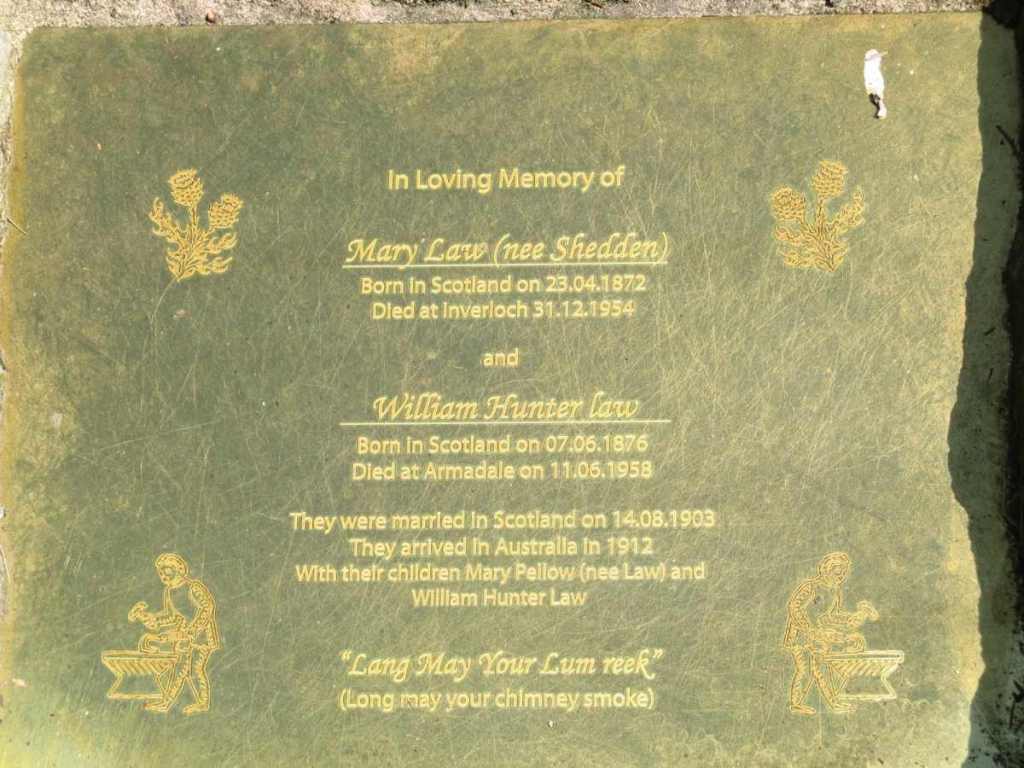 In Loving Memory of
Mary Law (nee Shedden)
Born in Scotland on 23.04.1872
Died at Inverloch 31.12.1954
and
William Hunter law
Born in Scotland on 07.06.1876
Died at Armadale on 11.06.1958
They were married in Scotland on 14.08.1903
They arrived in Australia in 1912
With their children Mary Pellow (nee Law) and
William Hunter Law
“Lang May Your Lum reek”
(Long may your chimney smoke)